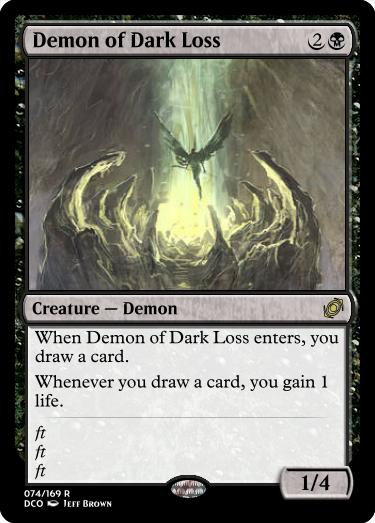 Demon of Dark Loss 2
Creature — Demon
When Demon of Dark Loss enters, you
draw a card.
Whenever you draw a card, you gain 1
life.
ft
ft
ft
1/4
074/169 R
DCO Jeff Brown